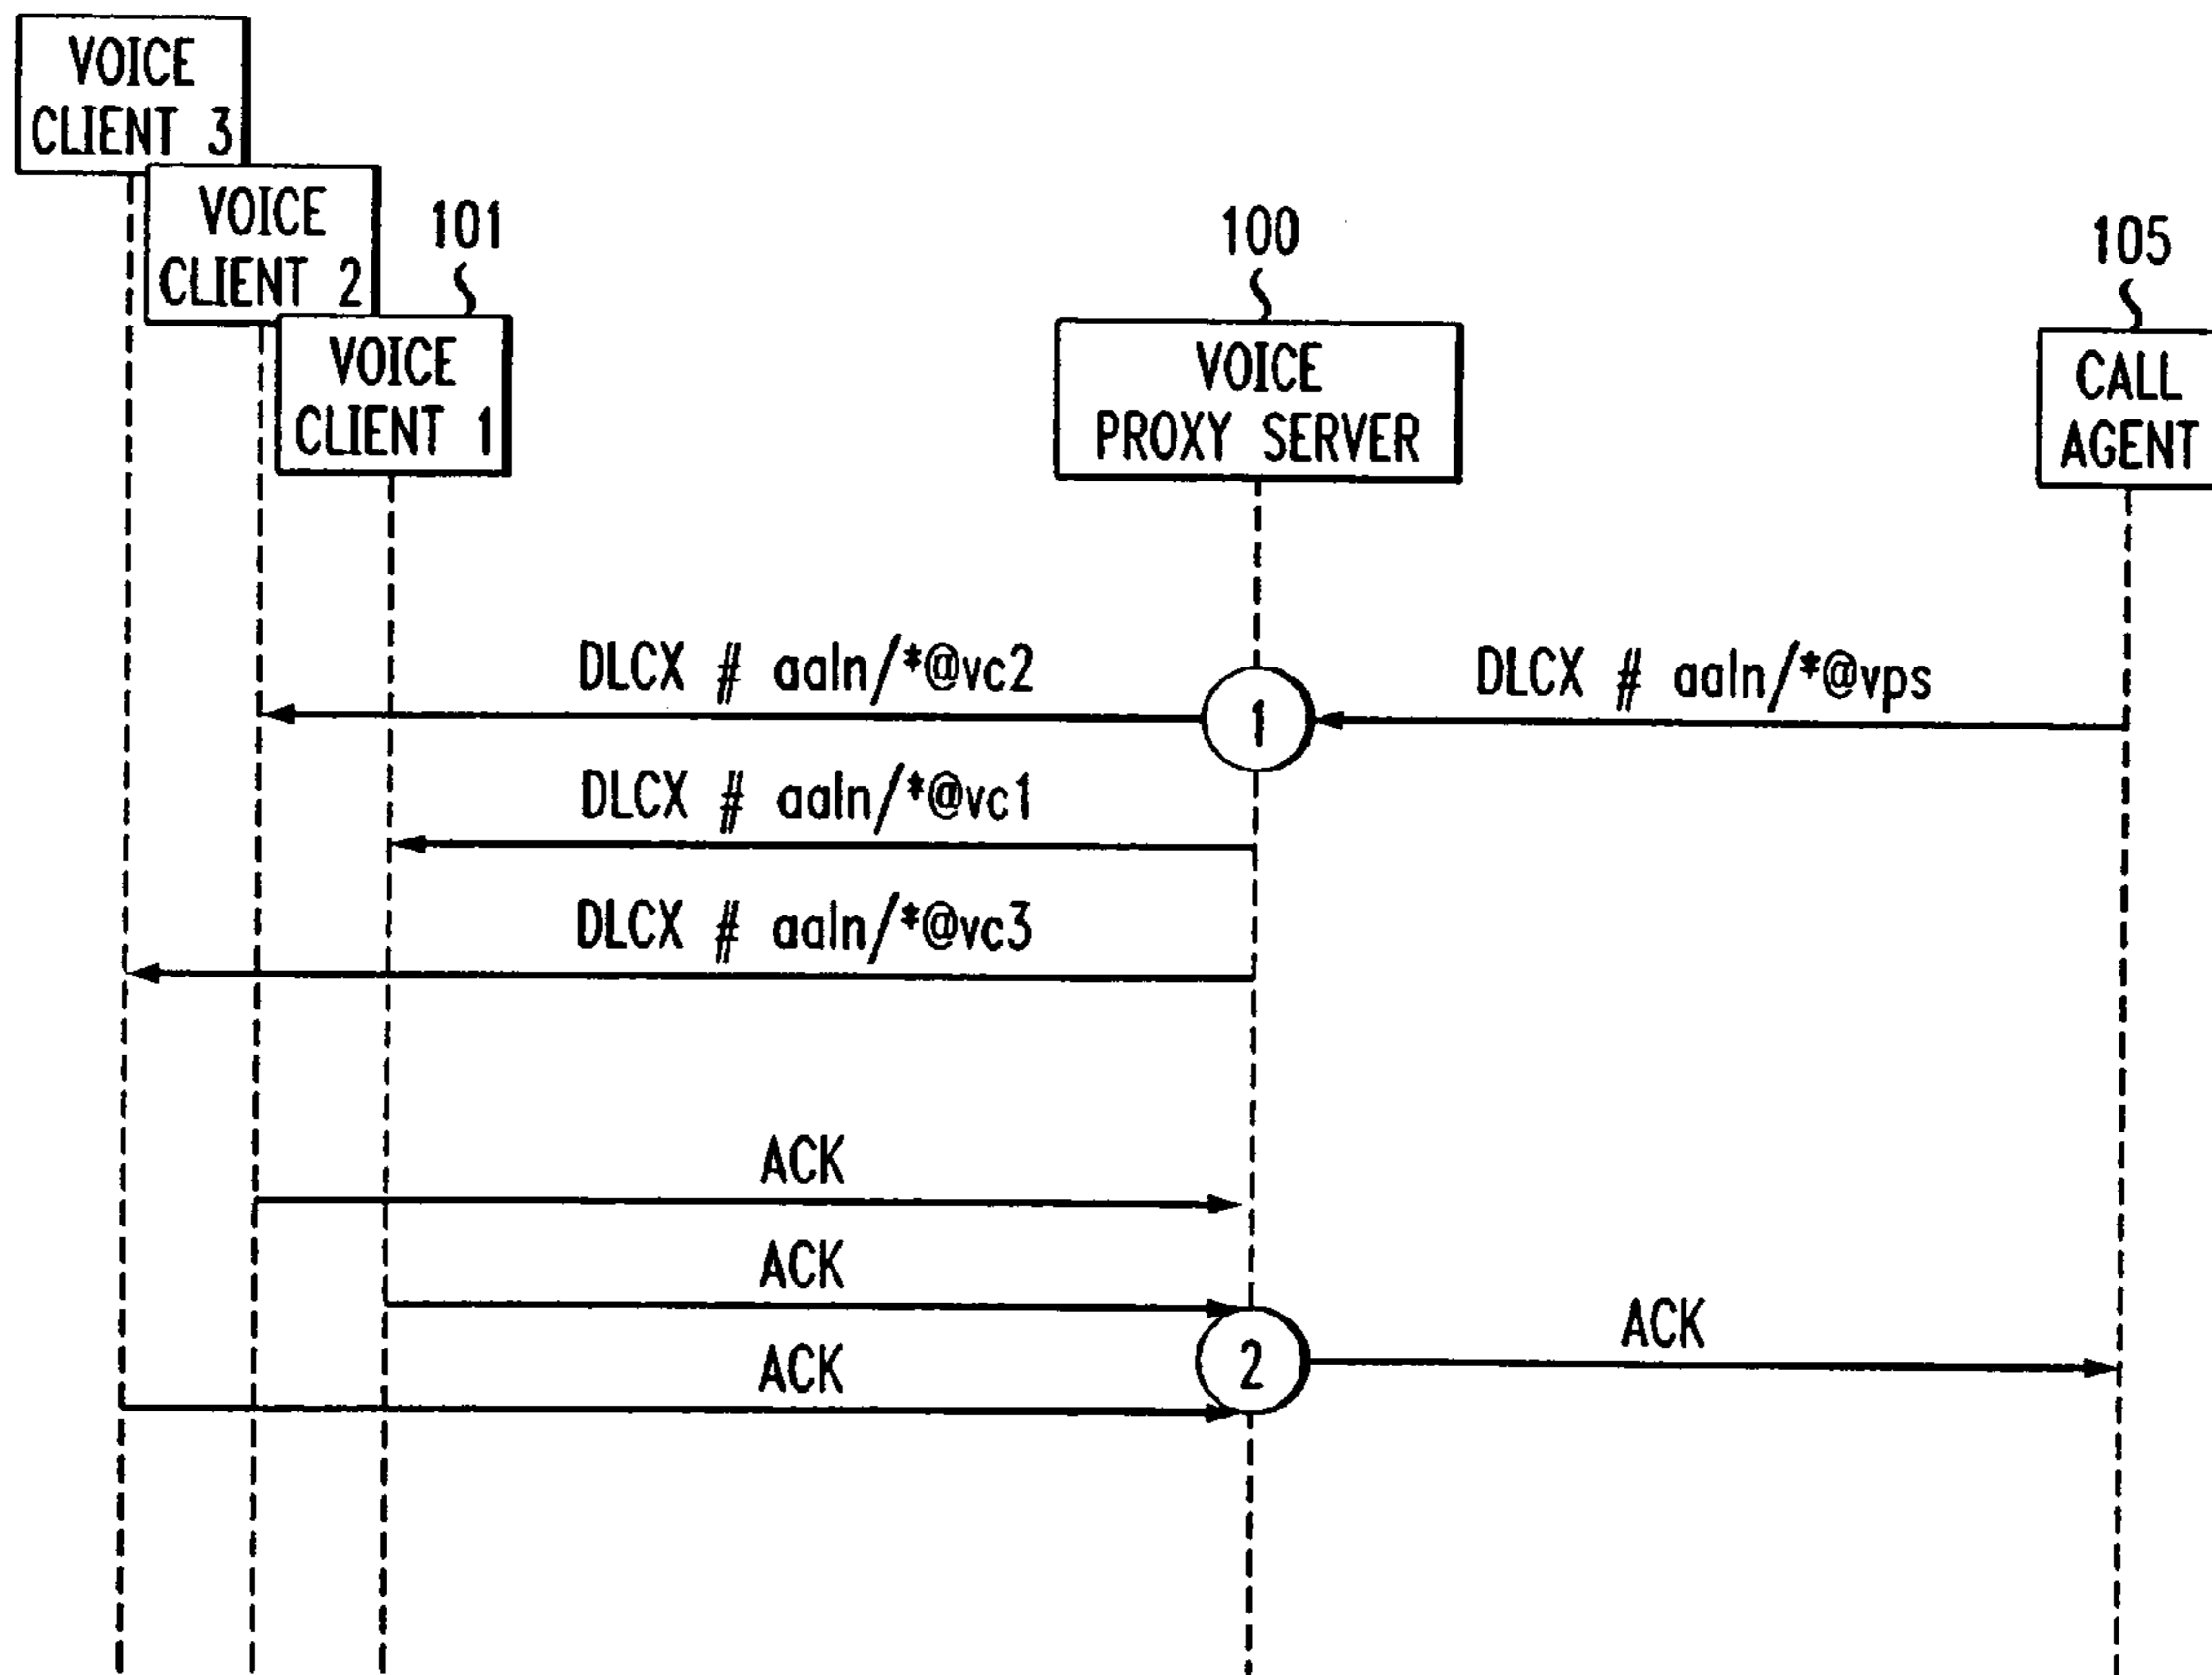 VOICE
CLIENT 3
VOICE
CLIENT 2
101
100
105
VOICE
CLIENT 1
VOICE
PROXY SERVER
CALL
AGENT
DLCX # aaln/*@vc2
DLCX # aaln/*@vps
1
DLCX # aaln/*@vc1
DLCX # aaln/*@vc3
ACK
ACK
ACK
ACK
2